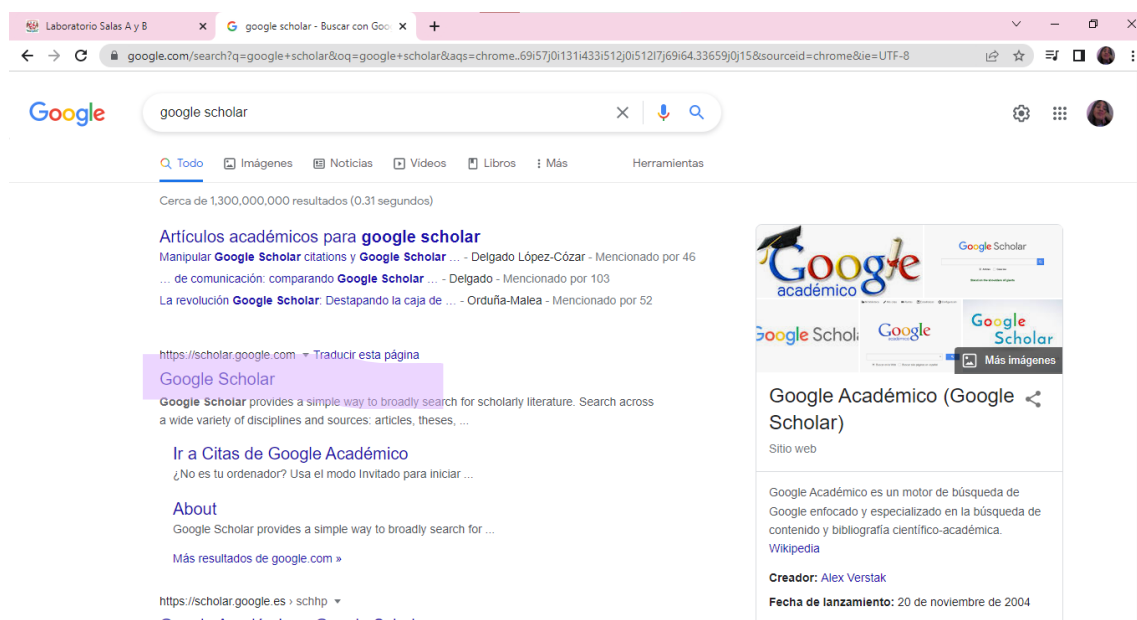 Laboratorio Salas A y B
google scholar - Buscar con Goo
google.com/search?q=google+scholar&oq=google+scholar&aqs=chrome..69i57j0i131i433i512j0i512l7j69i64.33659j0j15&sourceid=chrome&ie=UTF-8
Google
google scholar
Todo Imágenes Noticias Videos Libros Más Herramientas
Cerca de 1,300,000,000 resultados (0.31 segundos)
Artículos académicos para google scholar
Manipular Google Scholar citations y Google Scholar ... - Delgado López-Cózar - Mencionado por 46
... de comunicación: comparando Google Scholar ... - Delgado - Mencionado por 103
La revolución Google Scholar: Destapando la caja de ... - Orduña-Malea - Mencionado por 52
https://scholar.google.com Traducir esta página
Google Scholar
Google Scholar provides a simple way to broadly search for scholarly literature. Search across
a wide variety of disciplines and sources: articles, theses, ...
Ir a Citas de Google Académico
¿No es tu ordenador? Usa el modo Invitado para iniciar ...
About
Google Scholar provides a simple way to broadly search for ...
Más resultados de google.com »
https://scholar.google.es › schhp
Google
académico
Google Scholar
Google Schol
Google
Google
Scholar
Más imágenes
Google Académico (Google
Scholar)
Sitio web
Google Académico es un motor de búsqueda de
Google enfocado y especializado en la búsqueda de
contenido y bibliografía científico-académica.
Wikipedia
Creador: Alex Verstak
Fecha de lanzamiento: 20 de noviembre de 2004